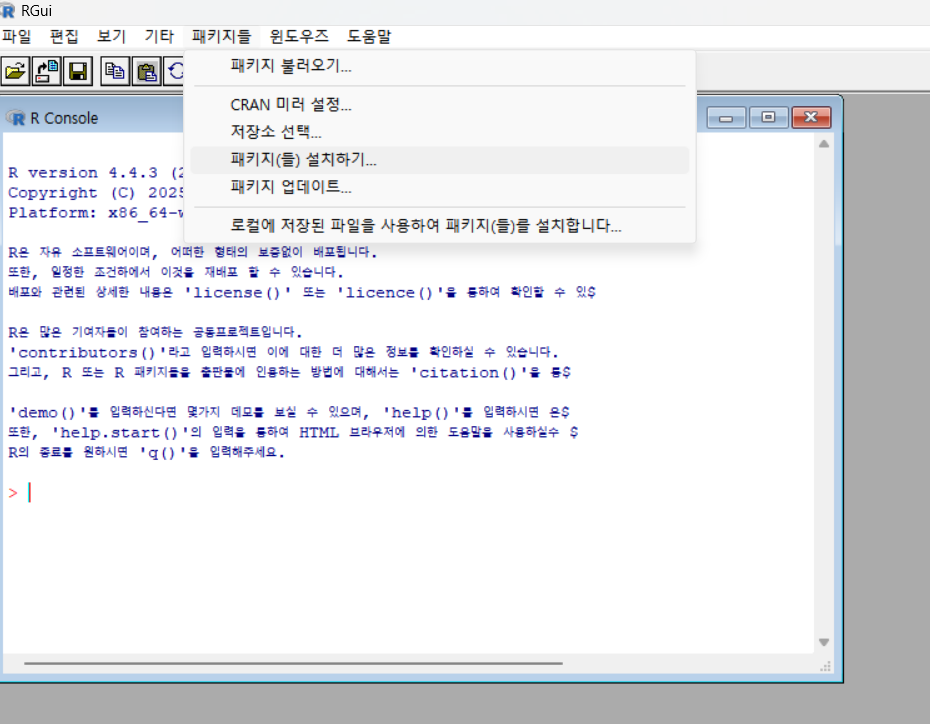 RGui
파일 편집 보기 기타 패키지들 윈도우즈 도움말
패키지 불러오기...
CRAN 미러 설정...
저장소 선택...
패키지(들) 설치하기...
패키지 업데이트...
로컬에 저장된 파일을 사용하여 패키지(들)를 설치합니다...
R Console
R version 4.4.3 (2
Copyright (C) 2025
Platform: x86_64-w
R은 자유 소프트웨어이며, 어떠한 형태의 보증없이 배포됩니다.
또한, 일정한 조건하에서 이것을 재배포 할 수 있습니다.
배포와 관련된 상세한 내용은 'license()' 또는 'licence()'을 통하여 확인할 수 있$
R은 많은 기여자들이 참여하는 공동프로젝트입니다.
'contributors()'라고 입력하시면 이에 대한 더 많은 정보를 확인하실 수 있습니다.
그리고, R 또는 R 패키지들을 출판물에 인용하는 방법에 대해서는 'citation()'을 통$
'demo()'를 입력하신다면 몇가지 데모를 보실 수 있으며, 'help()'를 입력하시면 온$
또한, 'help.start()'의 입력을 통하여 HTML 브라우저에 의한 도움말을 사용하실수 $
R의 종료를 원하시면 'q()'을 입력해주세요.
>